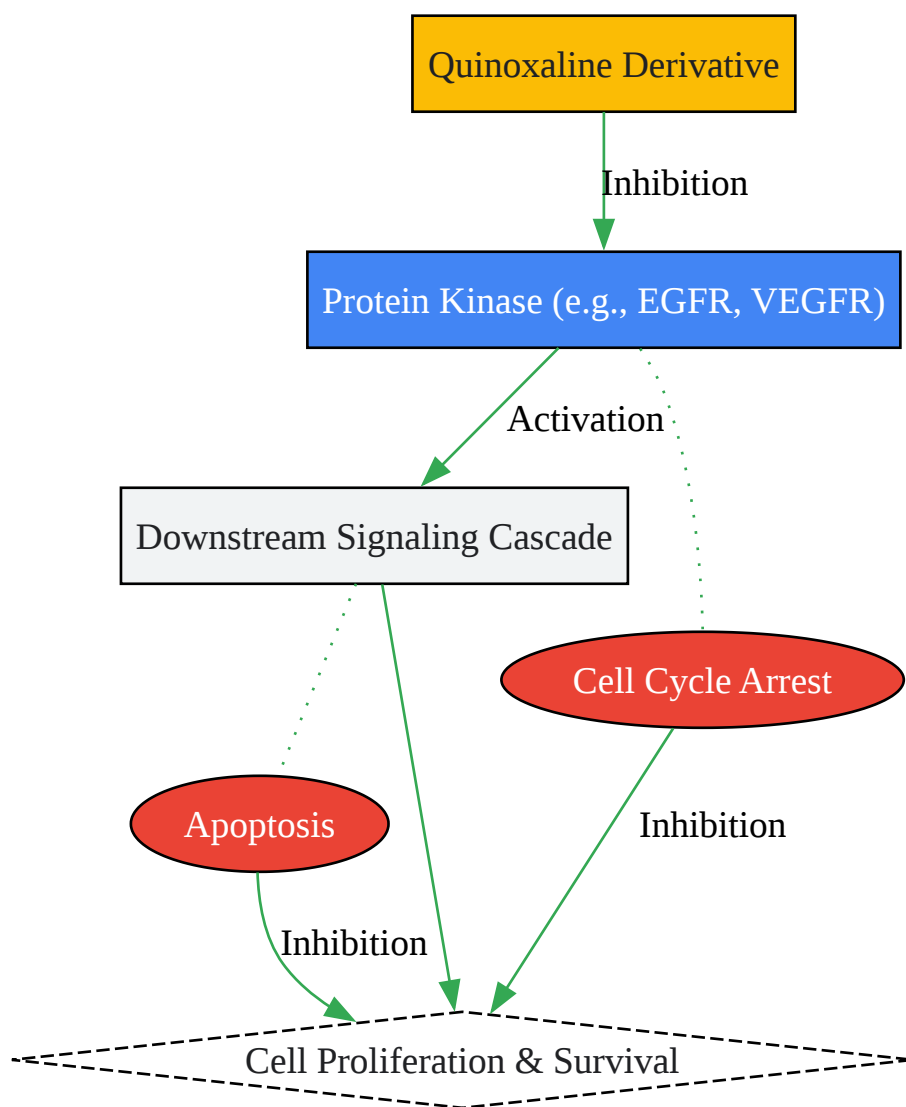 Quinoxaline Derivative
Inhibition
Protein Kinase (e.g., EGFR, VEGFR)
Activation
Downstream Signaling Cascade
Cell Cycle Arrest
Apoptosis
Inhibition
Inhibition
Cell Proliferation & Survival